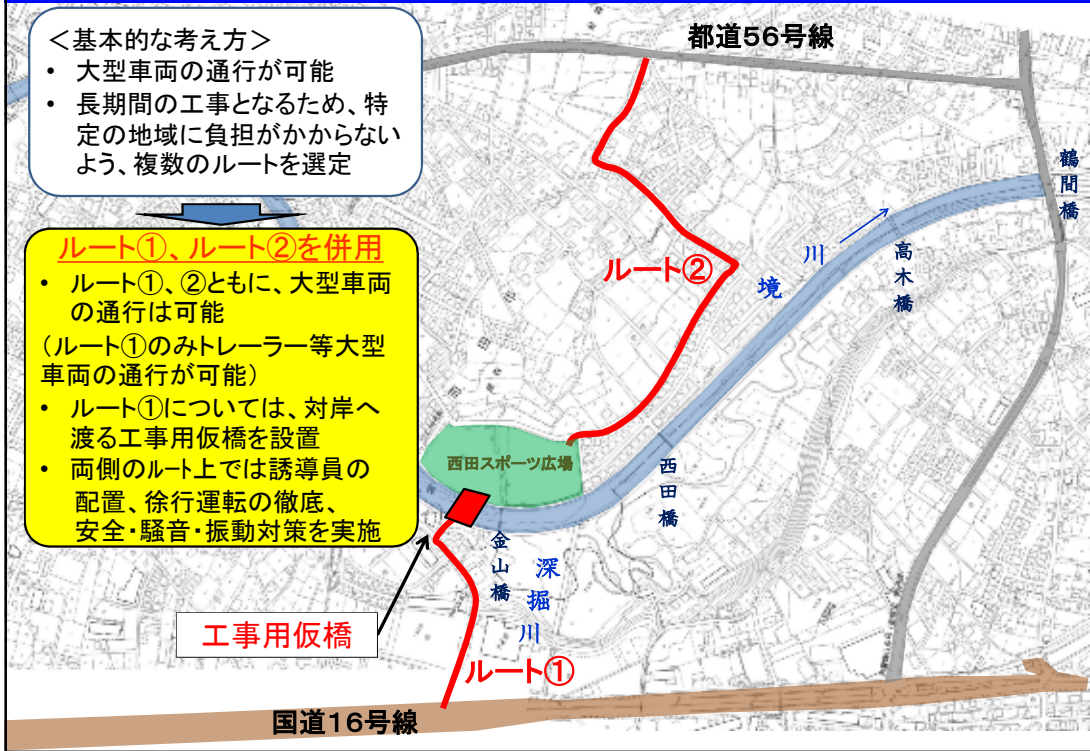 ＜基本的な考え方＞
• 大型車両の通行が可能
• 長期間の工事となるため、特
定の地域に負担がかからない
よう、複数のルートを選定
ルート①、ルート②を併用
• ルート①、②ともに、大型車両
の通行は可能
（ルート①のみトレーラー等大型
車両の通行が可能）
• ルート①については、対岸へ
渡る工事用仮橋を設置
• 両側のルート上では誘導員の
配置、徐行運転の徹底、
安全・騒音・振動対策を実施
都道56号線
鶴間橋
高木橋
境川
ルート②
西田スポーツ広場
西田橋
金山橋
深掘川
工事用仮橋
ルート①
国道16号線